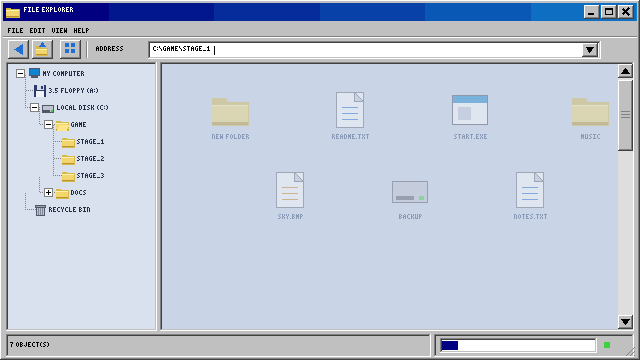 FILE EXPLORER
FILE EDIT VIEW HELP
ADDRESS C:\GAME\STAGE_1
MY COMPUTER
3.5 FLOPPY (A:)
LOCAL DISK (C:)
GAME
STAGE_1
STAGE_2
STAGE_3
DOCS
RECYCLE BIN
NEW FOLDER README.TXT START.EXE MUSIC
SKY.BMP BACKUP NOTES.TXT
7 OBJECT(S)